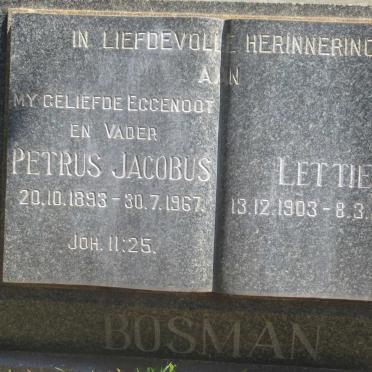 IN LIEFDEVOLLE HERINNERING
AAN
MY GELIEFDE EGGENOOT
EN VADER
PETRUS JACOBUS
20.10.1893 - 30.7.1967.
JOH. 11:25.
LETTIE
13.12.1903 - 8.3.
BOSMAN